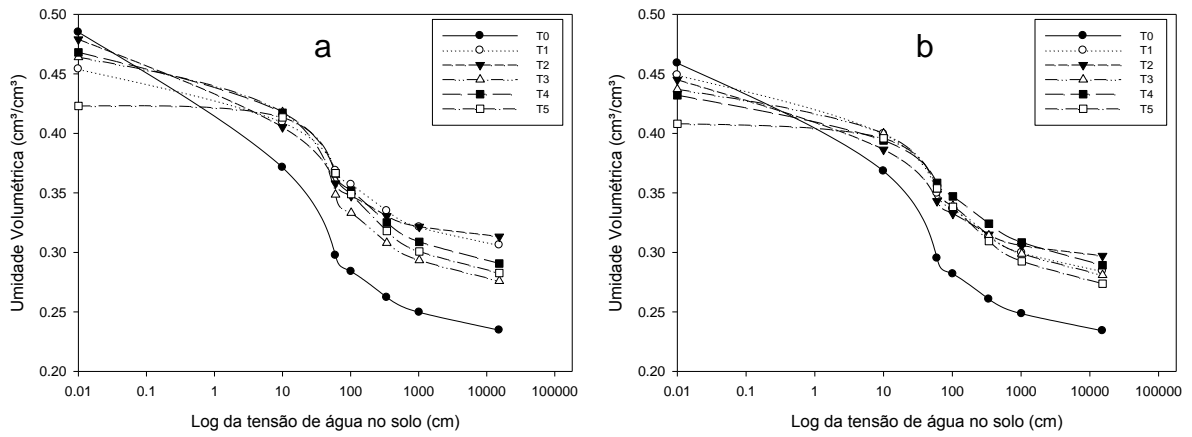 a
T0
T1
T2
T3
T4
T5
Umidade Volumétrica (cm³/cm³)
0.50
0.45
0.40
0.35
0.30
0.25
0.20
0.01 0.1 1 10 100 1000 10000 100000
Log da tensão de água no solo (cm)
b
T0
T1
T2
T3
T4
T5
Umidade Volumétrica (cm³/cm³)
0.50
0.45
0.40
0.35
0.30
0.25
0.20
0.01 0.1 1 10 100 1000 10000 100000
Log da tensão de água no solo (cm)